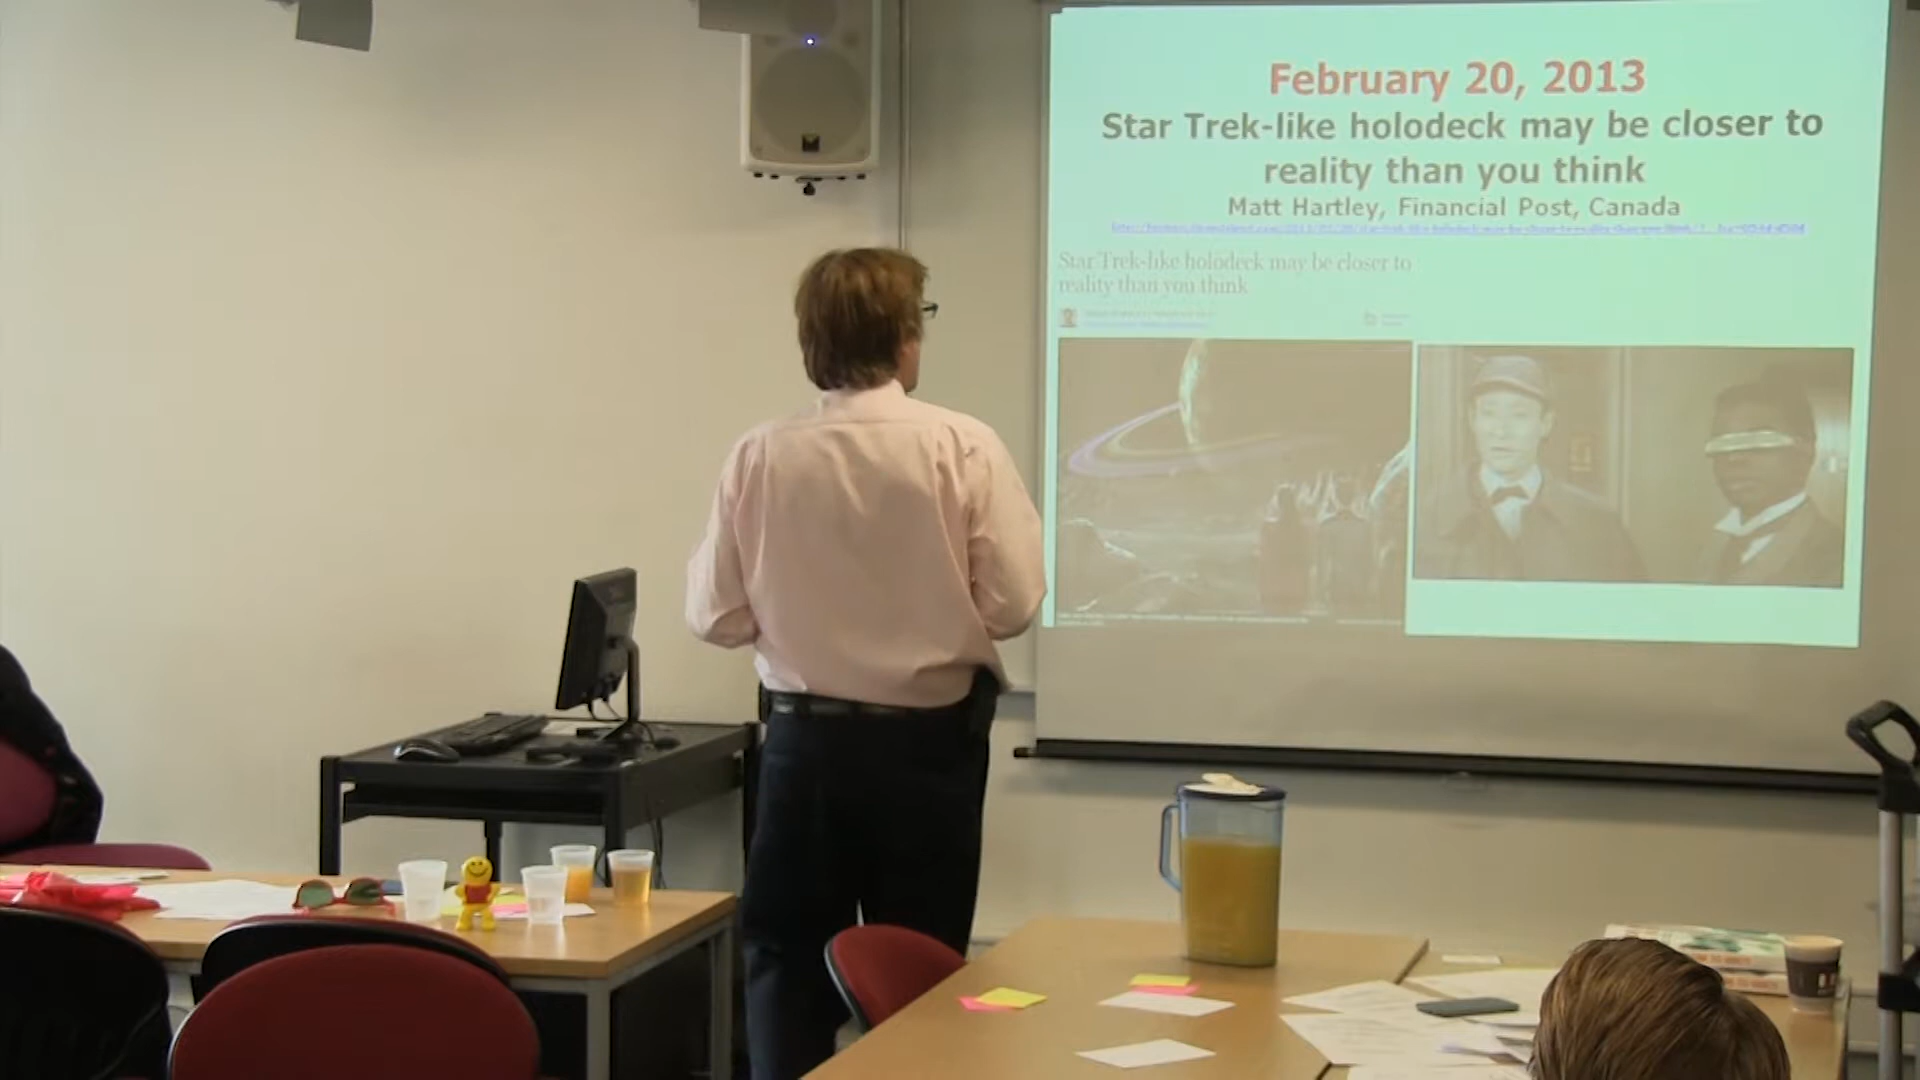 February 20, 2013
Star Trek-like holodeck may be closer to
reality than you think
Matt Hartley, Financial Post, Canada
Star Trek-like holodeck may be closer to
reality than you think